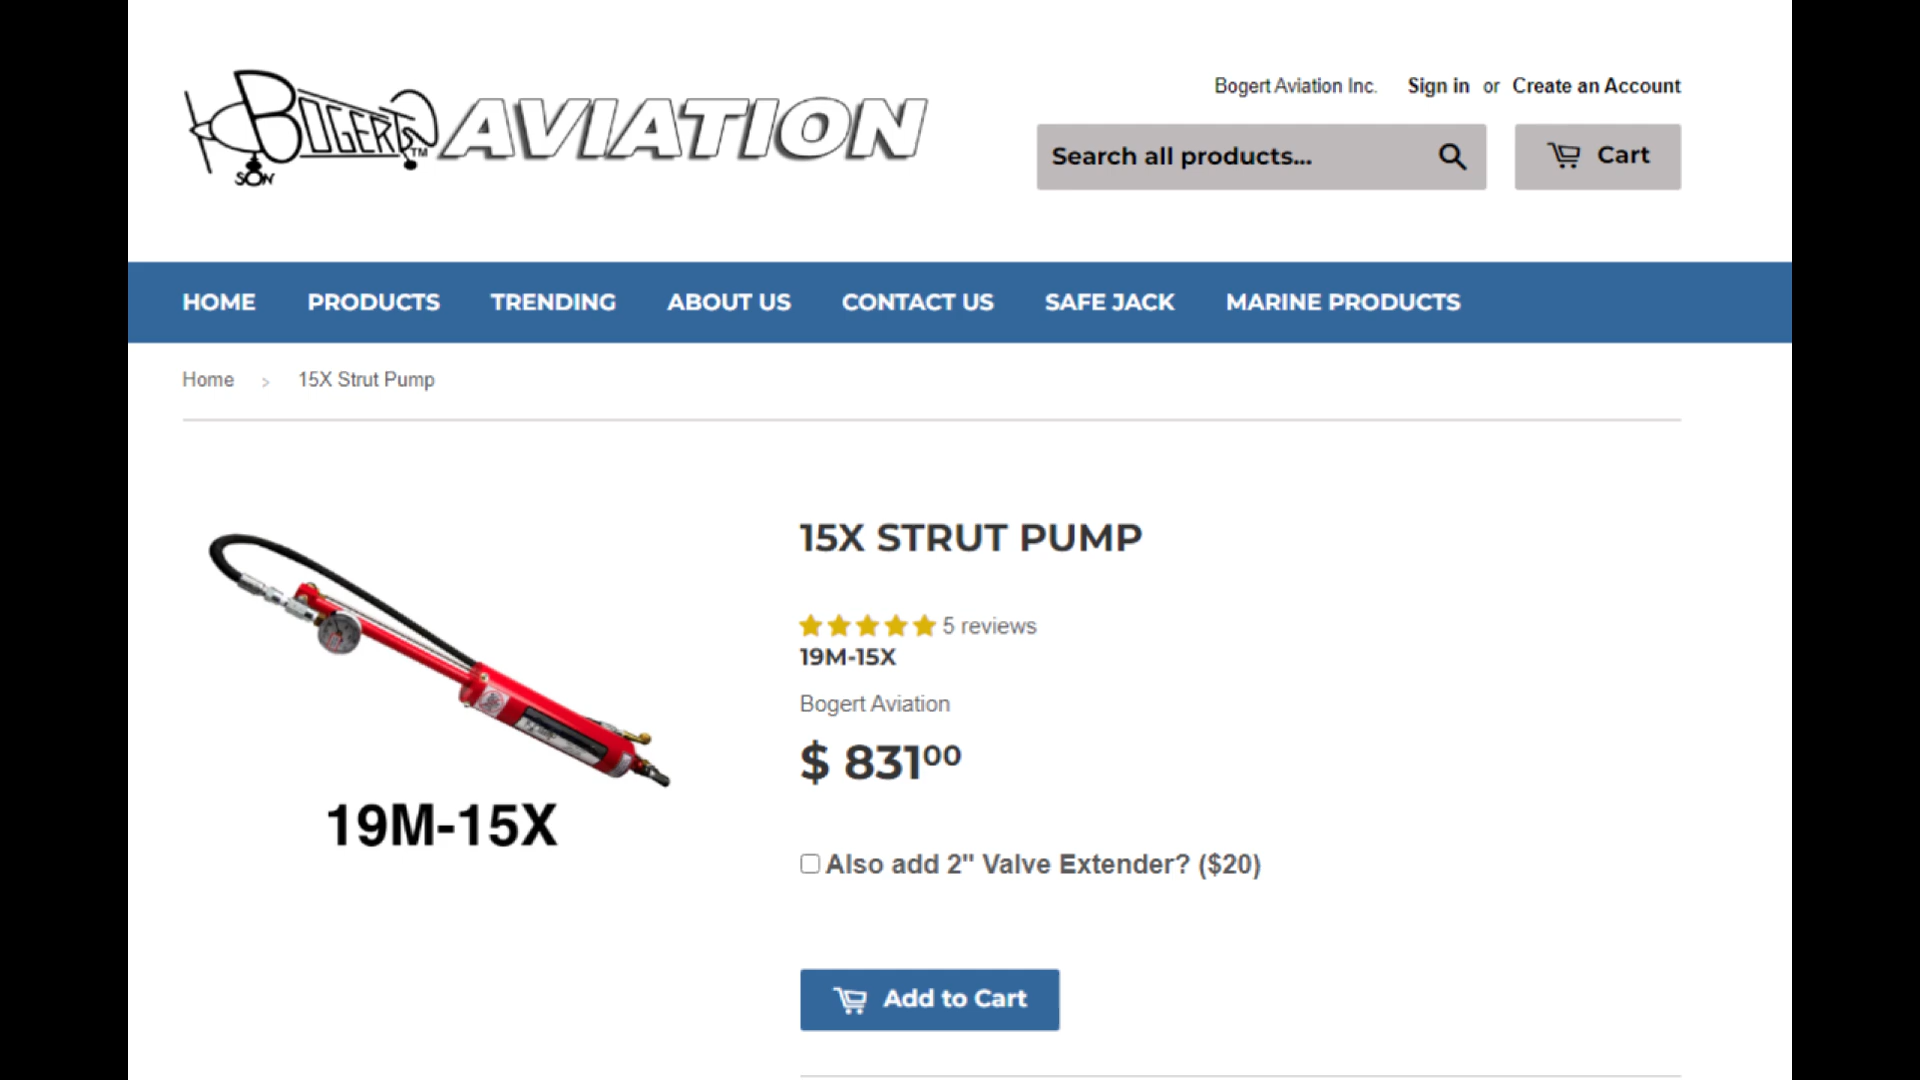 BOGERT AVIATION
& SON
TM
Bogert Aviation Inc. Sign in or Create an Account
Search all products...
Cart
HOME PRODUCTS TRENDING ABOUT US CONTACT US SAFE JACK MARINE PRODUCTS
Home > 15X Strut Pump
15X STRUT PUMP
5 reviews
19M-15X
Bogert Aviation
$ 83100
19M-15X
Also add 2" Valve Extender? ($20)
Add to Cart